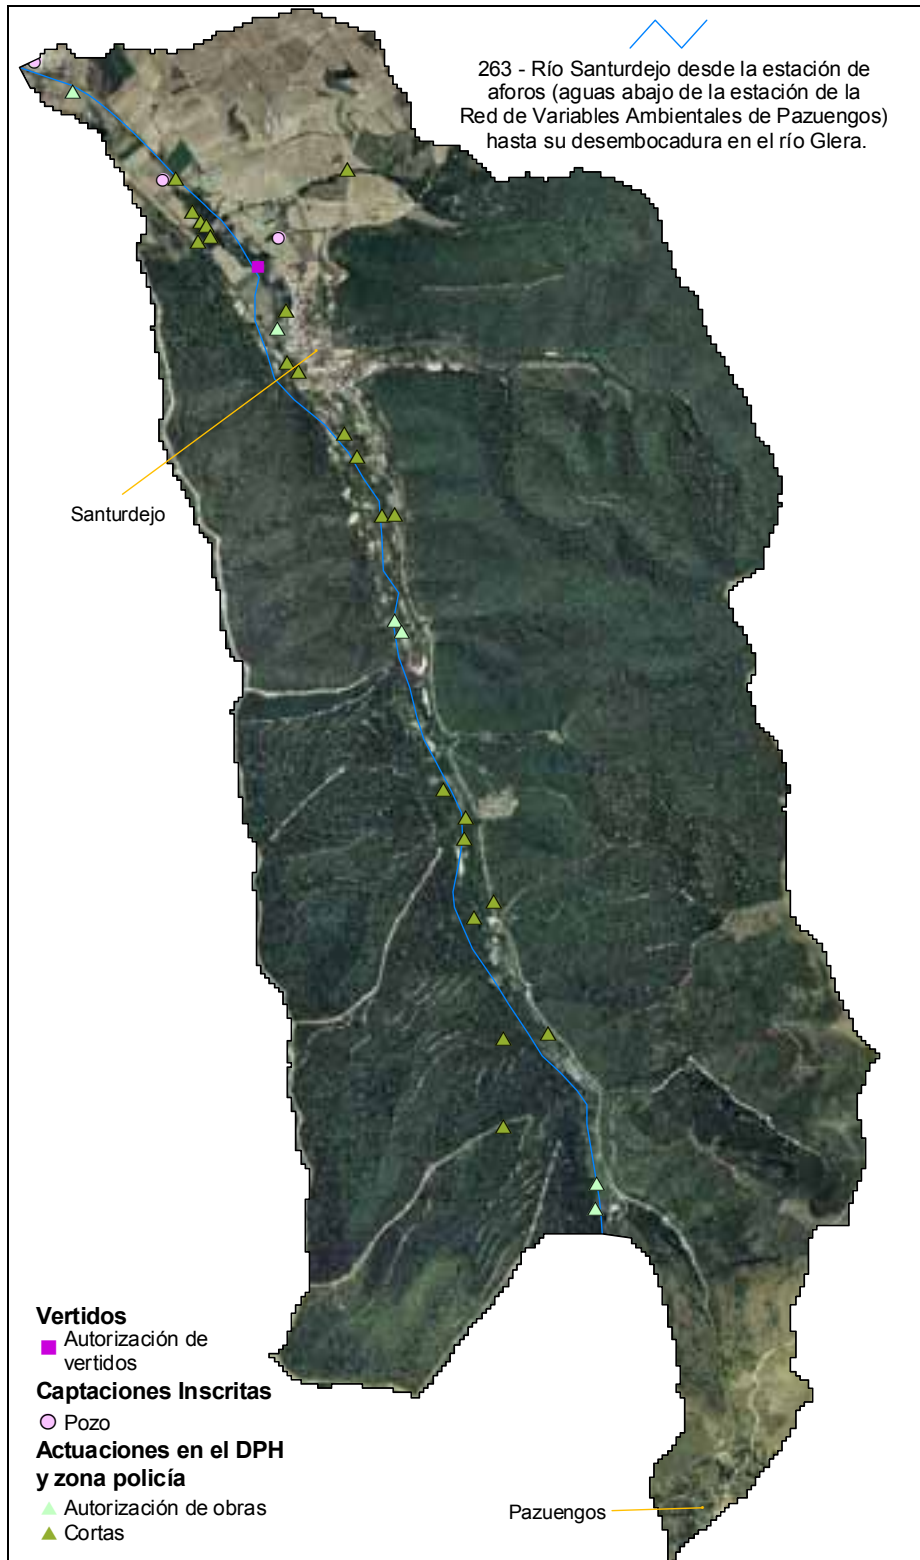 263 - Río Santurdejo desde la estación de
aforos (aguas abajo de la estación de la
Red de Variables Ambientales de Pazuengos)
hasta su desembocadura en el río Glera.
Santurdejo
Vertidos
Autorización de
vertidos
Captaciones Inscritas
Pozo
Actuaciones en el DPH
y zona policía
Autorización de obras
Cortas
Pazuengos